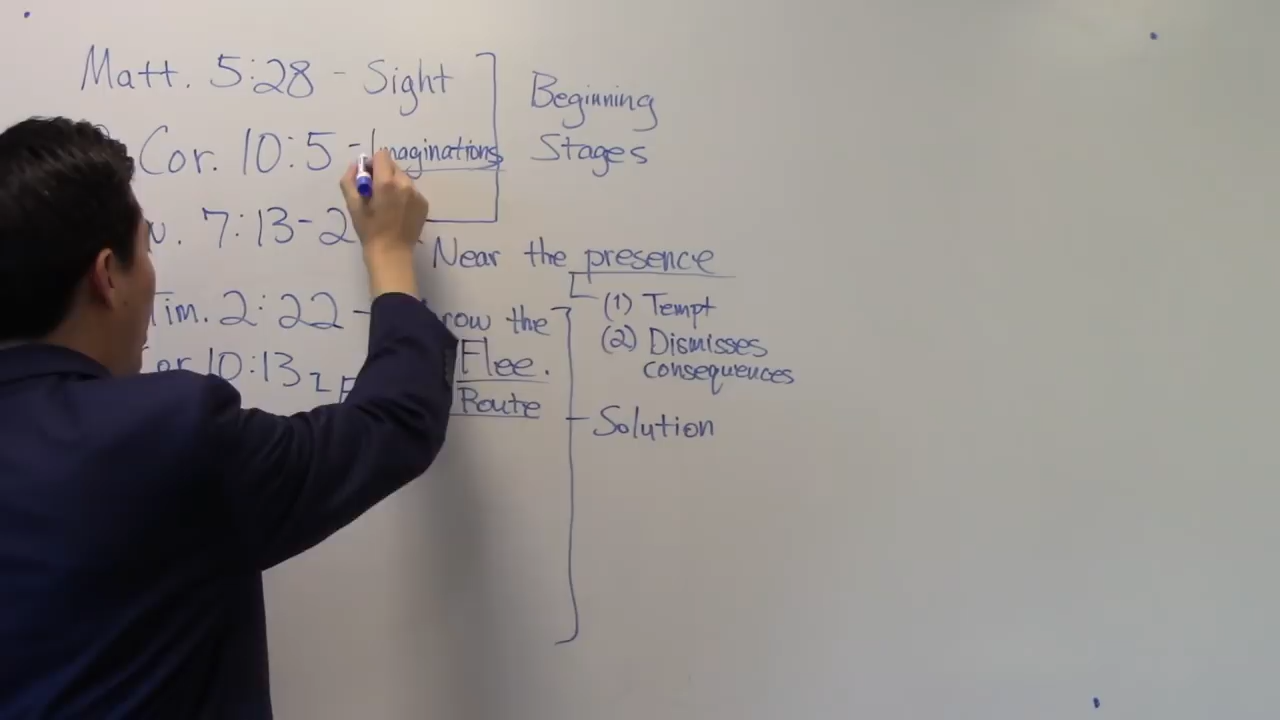 Matt. 5:28 - Sight
Cor. 10:5 - Imaginations
Beginning
Stages
7:13-2
Near the presence
(1) Tempt
(2) Dismisses
consequences
Tim. 2:22 - the
Flee.
10:13
Route
Solution